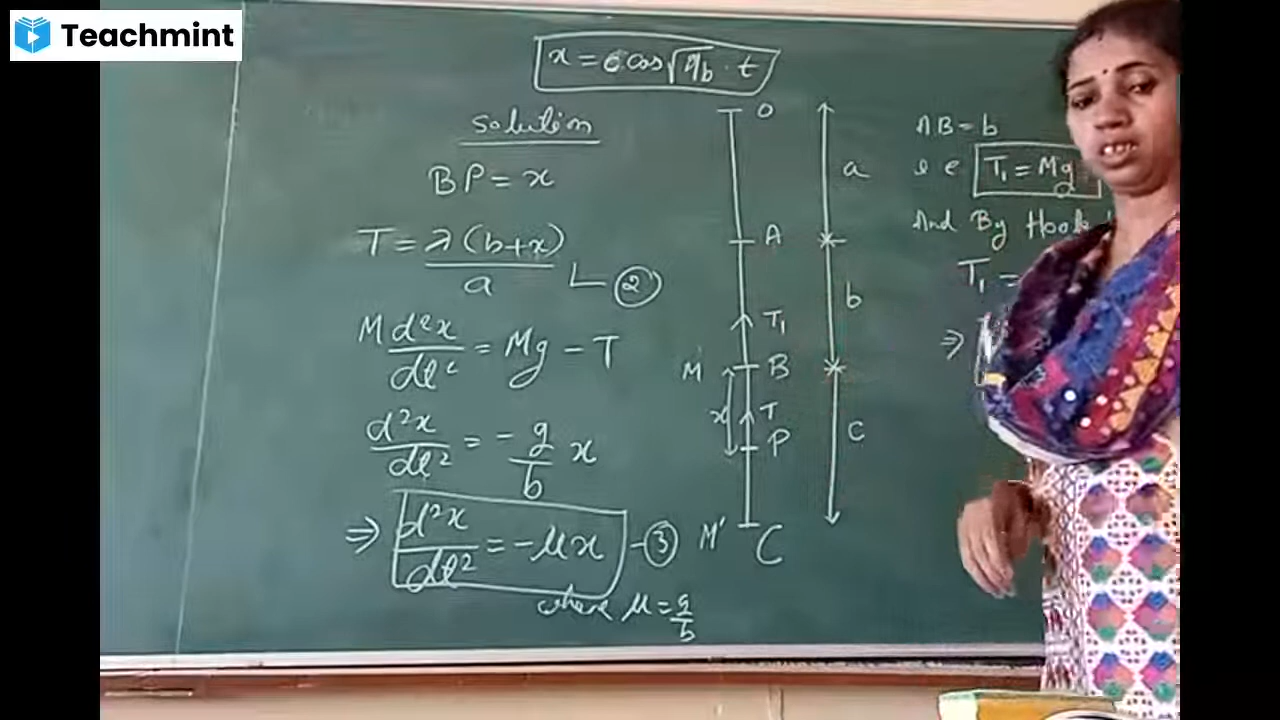 Teachmint
x = c cos √g/b · t
solution
BP = x
T = λ(b+x)
a
2
M d²x = Mg - T
dt²
d²x = -g x
dt² b
⇒ d²x = -μx - 3
dt²
where μ = g
b
O
a
A
b
T₁
M B
x T
c
P
M' C
AB = b
i e T₁ = Mg
And By Hook
T₁ =
⇒